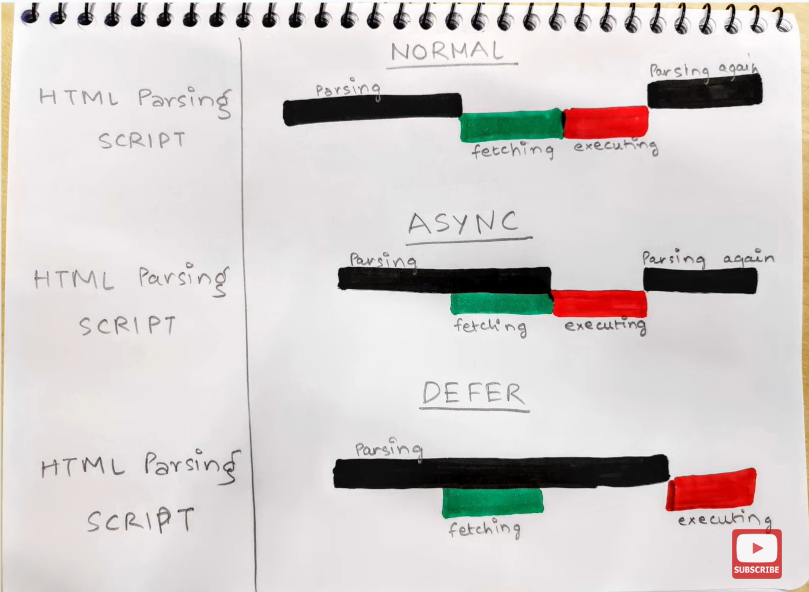 NORMAL
HTML Parsing
SCRIPT
Parsing
Parsing again
fetching
executing
ASYNC
HTML Parsing
SCRIPT
Parsing
Parsing again
fetching
executing
DEFER
HTML Parsing
SCRIPT
Parsing
fetching
executing
SUBSCRIBE